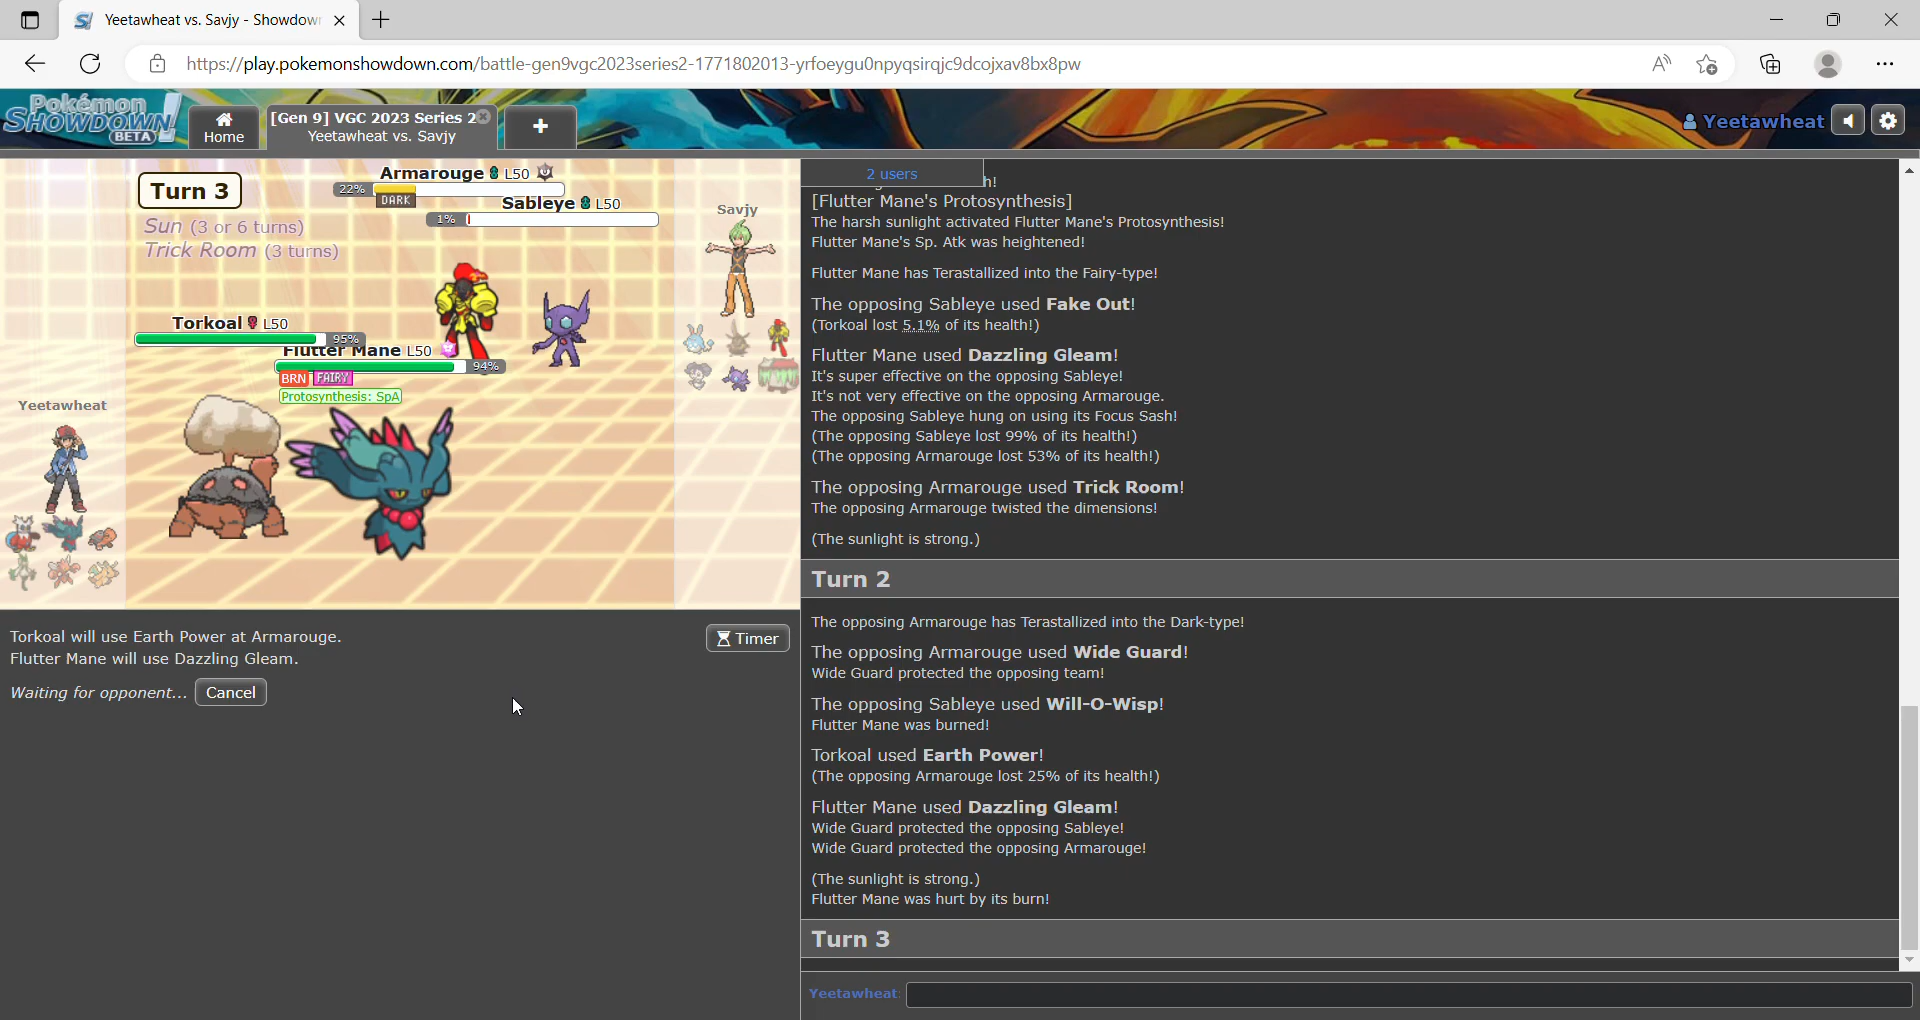 Yeetawheat vs. Savjy - Showdow
https://play.pokemonshowdown.com/battle-gen9vgc2023series2-1771802013-yrfoeygu0npyqsirqjc9dcojxav8bx8pw
Pokémon
SHOWDOWN!
BETA
Home
[Gen 9] VGC 2023 Series 2
Yeetawheat vs. Savjy
Yeetawheat
Turn 3
Sun (3 or 6 turns)
Trick Room (3 turns)
Armarouge L50
22%
DARK
Sableye L50
1%
Savjy
Torkoal L50
95%
Flutter Mane L50
94%
BRN FAIRY
Protosynthesis: SpA
Yeetawheat
Torkoal will use Earth Power at Armarouge.
Flutter Mane will use Dazzling Gleam.
Waiting for opponent... Cancel
Timer
2 users
h!
[Flutter Mane's Protosynthesis]
The harsh sunlight activated Flutter Mane's Protosynthesis!
Flutter Mane's Sp. Atk was heightened!
Flutter Mane has Terastallized into the Fairy-type!
The opposing Sableye used Fake Out!
(Torkoal lost 5.1% of its health!)
Flutter Mane used Dazzling Gleam!
It's super effective on the opposing Sableye!
It's not very effective on the opposing Armarouge.
The opposing Sableye hung on using its Focus Sash!
(The opposing Sableye lost 99% of its health!)
(The opposing Armarouge lost 53% of its health!)
The opposing Armarouge used Trick Room!
The opposing Armarouge twisted the dimensions!
(The sunlight is strong.)
Turn 2
The opposing Armarouge has Terastallized into the Dark-type!
The opposing Armarouge used Wide Guard!
Wide Guard protected the opposing team!
The opposing Sableye used Will-O-Wisp!
Flutter Mane was burned!
Torkoal used Earth Power!
(The opposing Armarouge lost 25% of its health!)
Flutter Mane used Dazzling Gleam!
Wide Guard protected the opposing Sableye!
Wide Guard protected the opposing Armarouge!
(The sunlight is strong.)
Flutter Mane was hurt by its burn!
Turn 3
Yeetawheat: